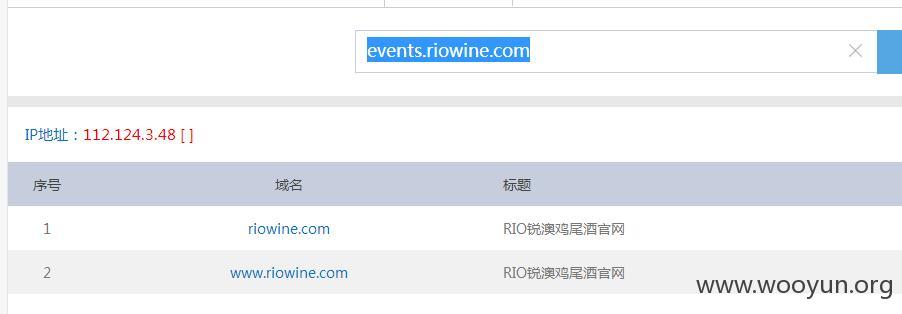 events.riowine.com
IP地址：112.124.3.48 [ ]
序号 域名 标题
1 riowine.com RIO锐澳鸡尾酒官网
2 www.riowine.com RIO锐澳鸡尾酒官网
www.wooyun.org